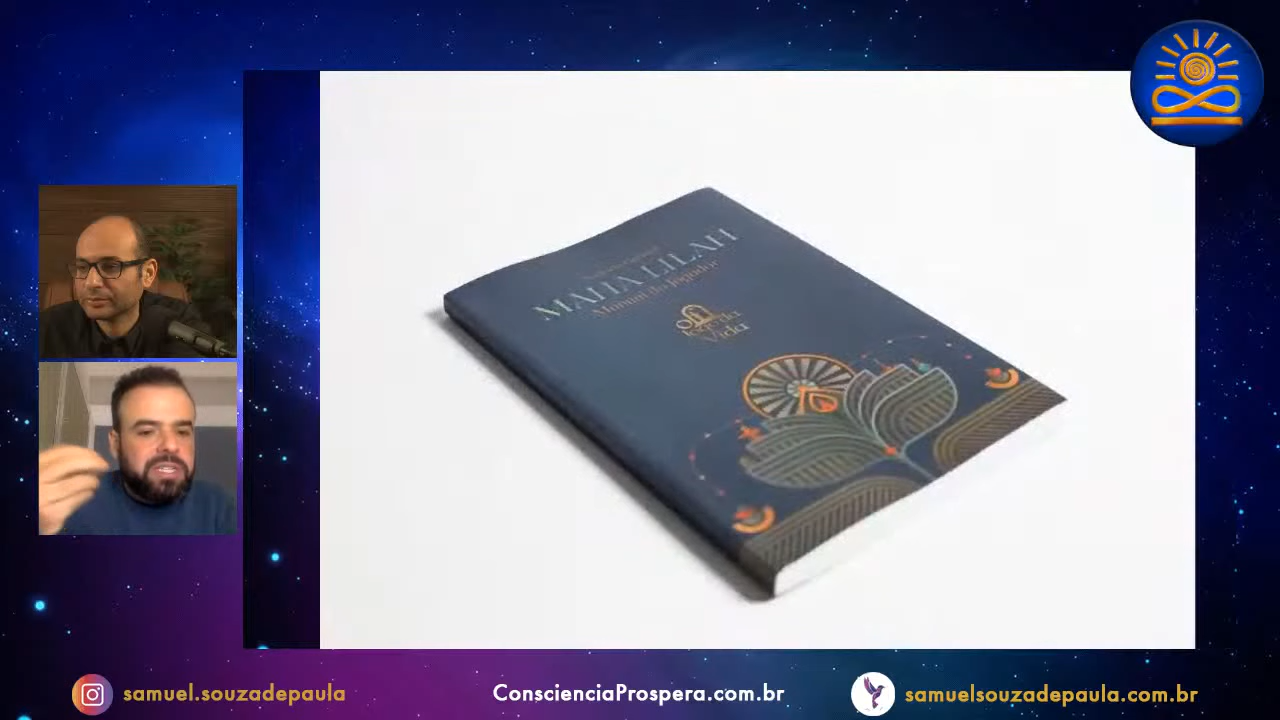 MAHA LILAH
Manual do Jogador
Vida
samuel.souzadepaula
ConscienciaProspera.com.br
samuelsouzadepaula.com.br